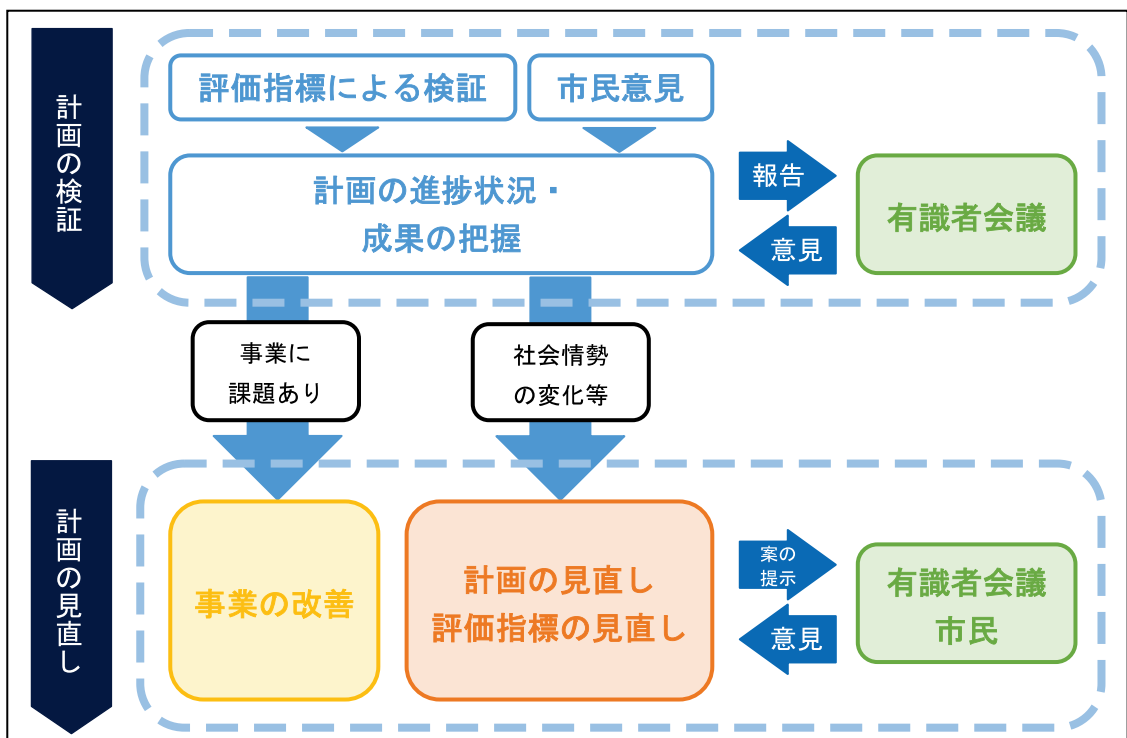 計画の検証
評価指標による検証
市民意見
計画の進捗状況・
成果の把握
報告
意見
有識者会議
事業に
課題あり
社会情勢
の変化等
計画の見直し
事業の改善
計画の見直し
評価指標の見直し
案の
提示
意見
有識者会議
市民